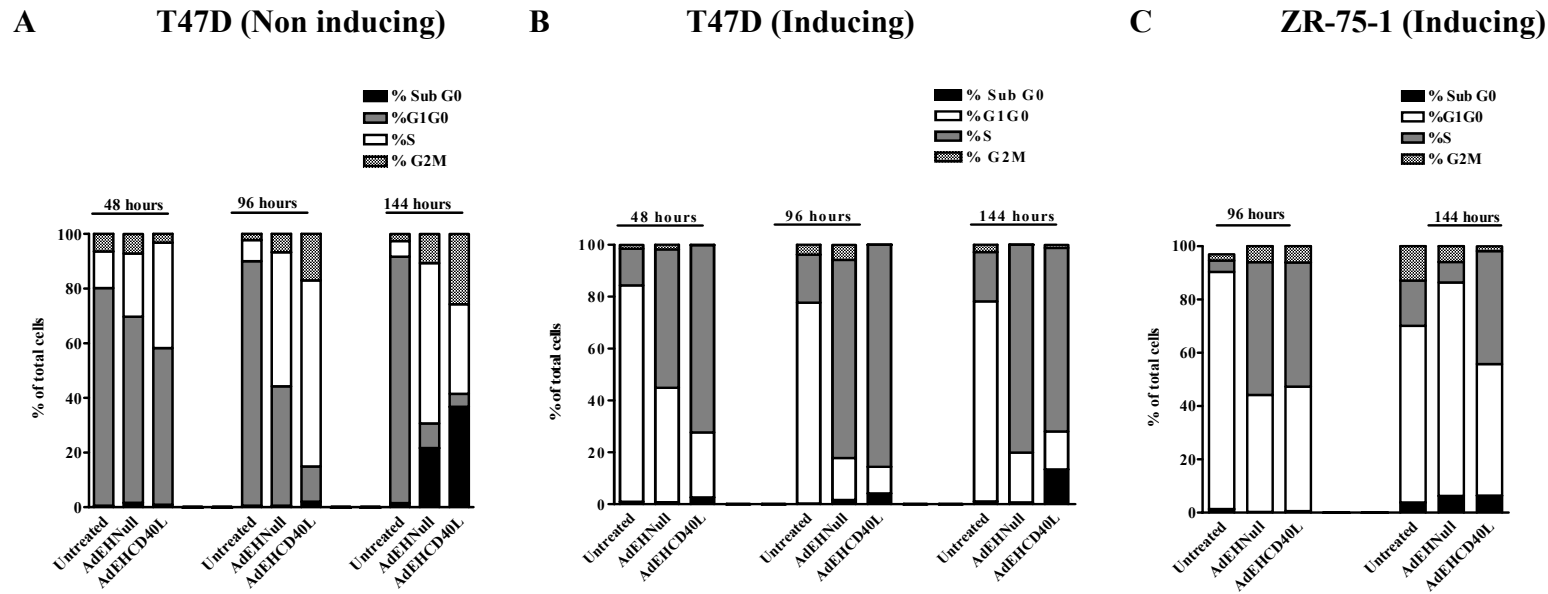 A T47D (Non inducing)
% Sub G0
%G1G0
%S
% G2M
48 hours 96 hours 144 hours
% of total cells
100
80
60
40
20
0
Untreated AdEHNull AdEHCD40L Untreated AdEHNull AdEHCD40L Untreated AdEHNull AdEHCD40L
B T47D (Inducing)
% Sub G0
%G1G0
%S
% G2M
48 hours 96 hours 144 hours
% of total cells
100
80
60
40
20
0
Untreated AdEHNull AdEHCD40L Untreated AdEHNull AdEHCD40L Untreated AdEHNull AdEHCD40L
C ZR-75-1 (Inducing)
% Sub G0
%G1G0
%S
% G2M
96 hours 144 hours
% of total cells
100
80
60
40
20
0
Untreated AdEHNull AdEHCD40L Untreated AdEHNull AdEHCD40L